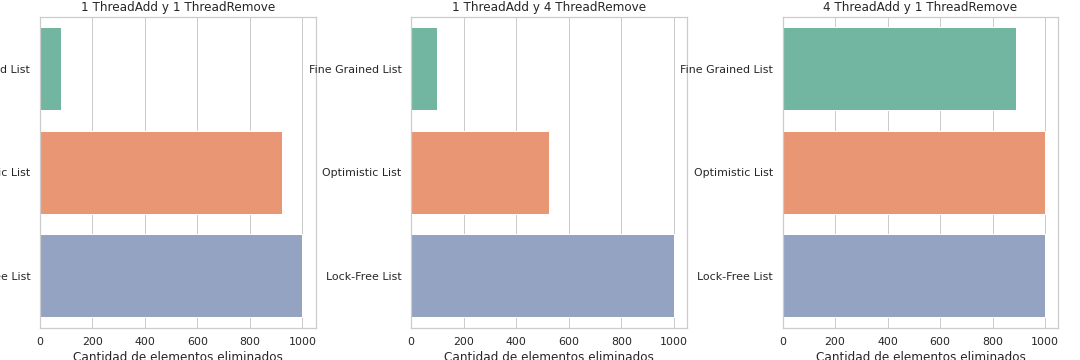 1 ThreadAdd y 1 ThreadRemove
d List
ic List
e List
0 200 400 600 800 1000
Cantidad de elementos eliminados
1 ThreadAdd y 4 ThreadRemove
Fine Grained List
Optimistic List
Lock-Free List
0 200 400 600 800 1000
Cantidad de elementos eliminados
4 ThreadAdd y 1 ThreadRemove
Fine Grained List
Optimistic List
Lock-Free List
0 200 400 600 800 1000
Cantidad de elementos eliminados